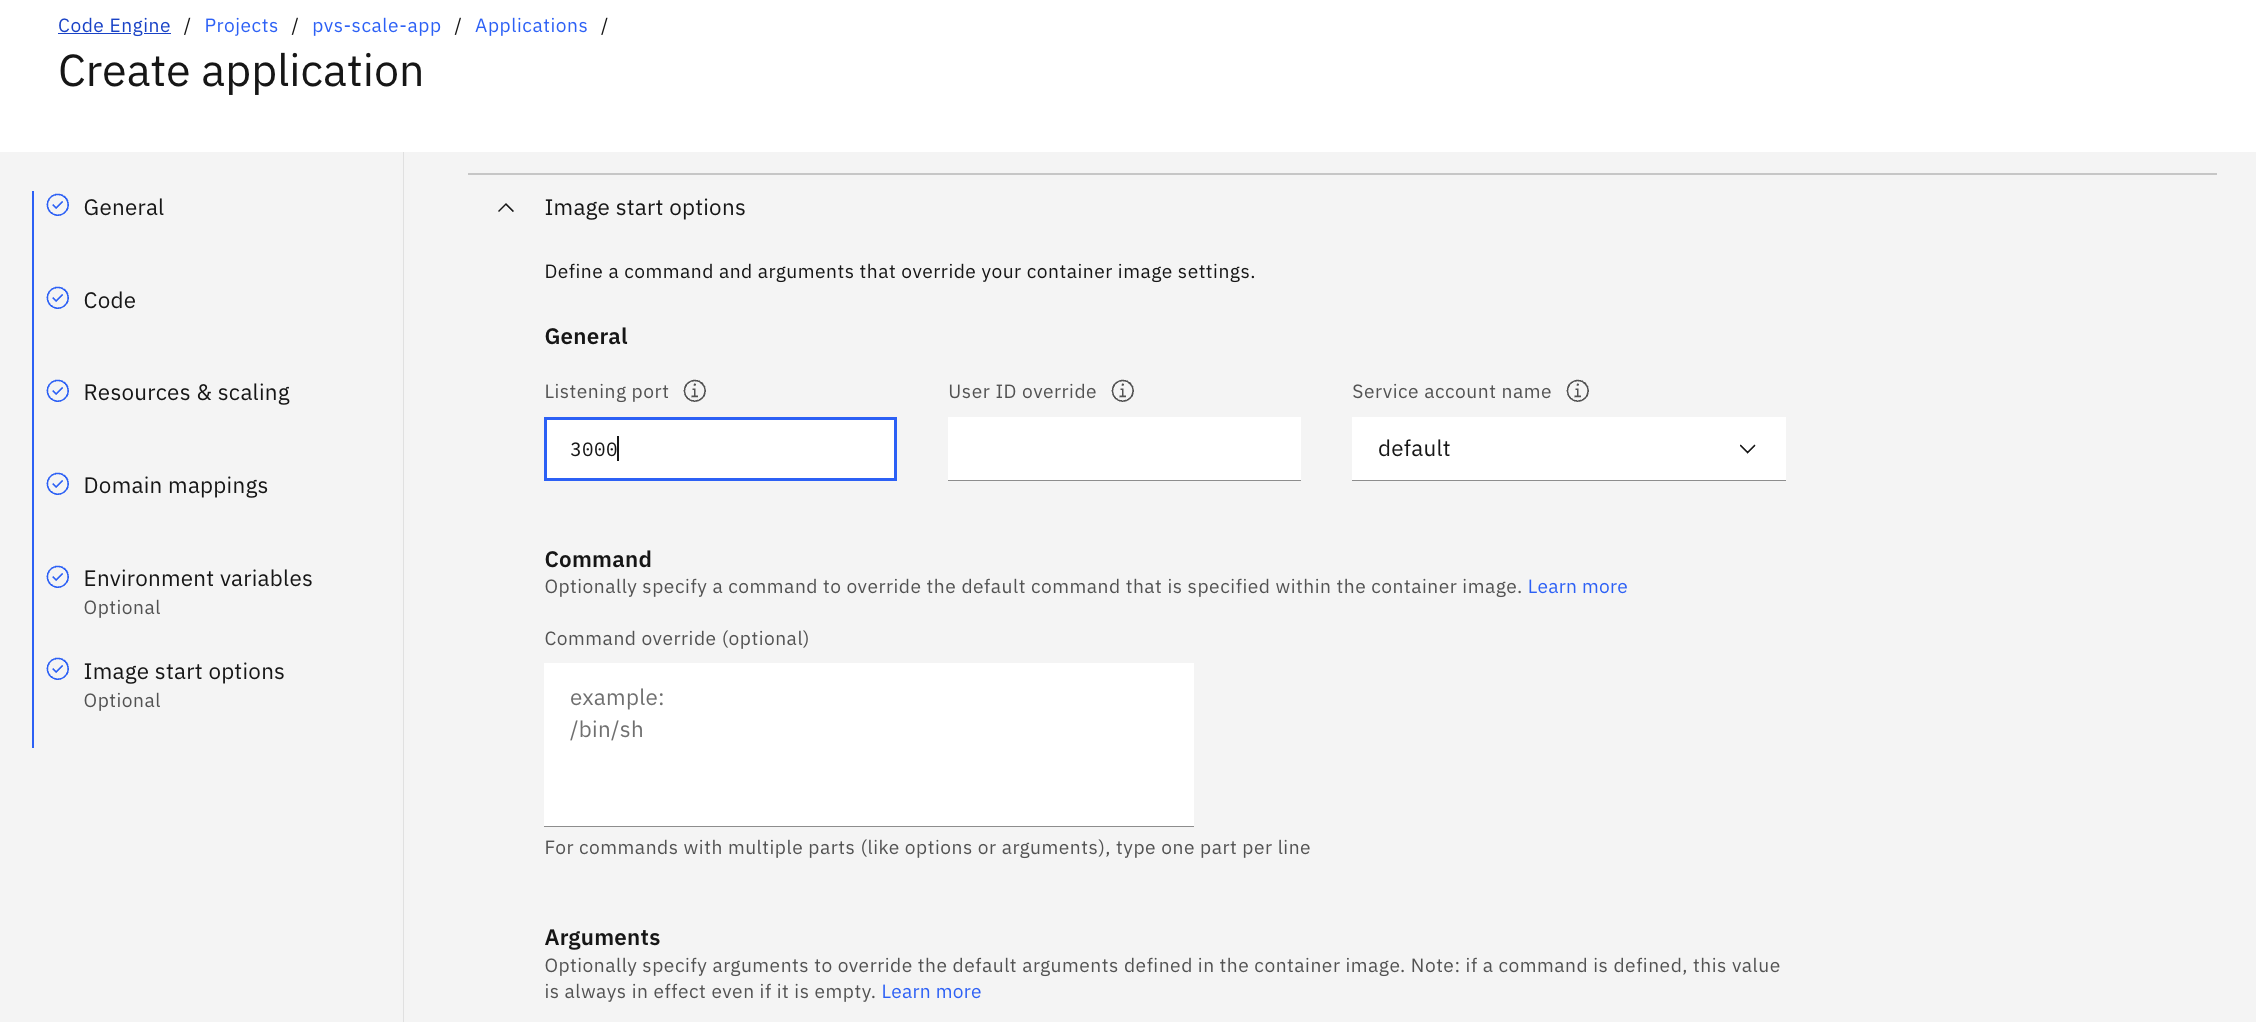 Code Engine / Projects / pvs-scale-app / Applications /
Create application
General
Code
Resources & scaling
Domain mappings
Environment variables
Optional
Image start options
Optional
Image start options
Define a command and arguments that override your container image settings.
General
Listening port
User ID override
Service account name
3000
default
Command
Optionally specify a command to override the default command that is specified within the container image. Learn more
Command override (optional)
example:
/bin/sh
For commands with multiple parts (like options or arguments), type one part per line
Arguments
Optionally specify arguments to override the default arguments defined in the container image. Note: if a command is defined, this value
is always in effect even if it is empty. Learn more